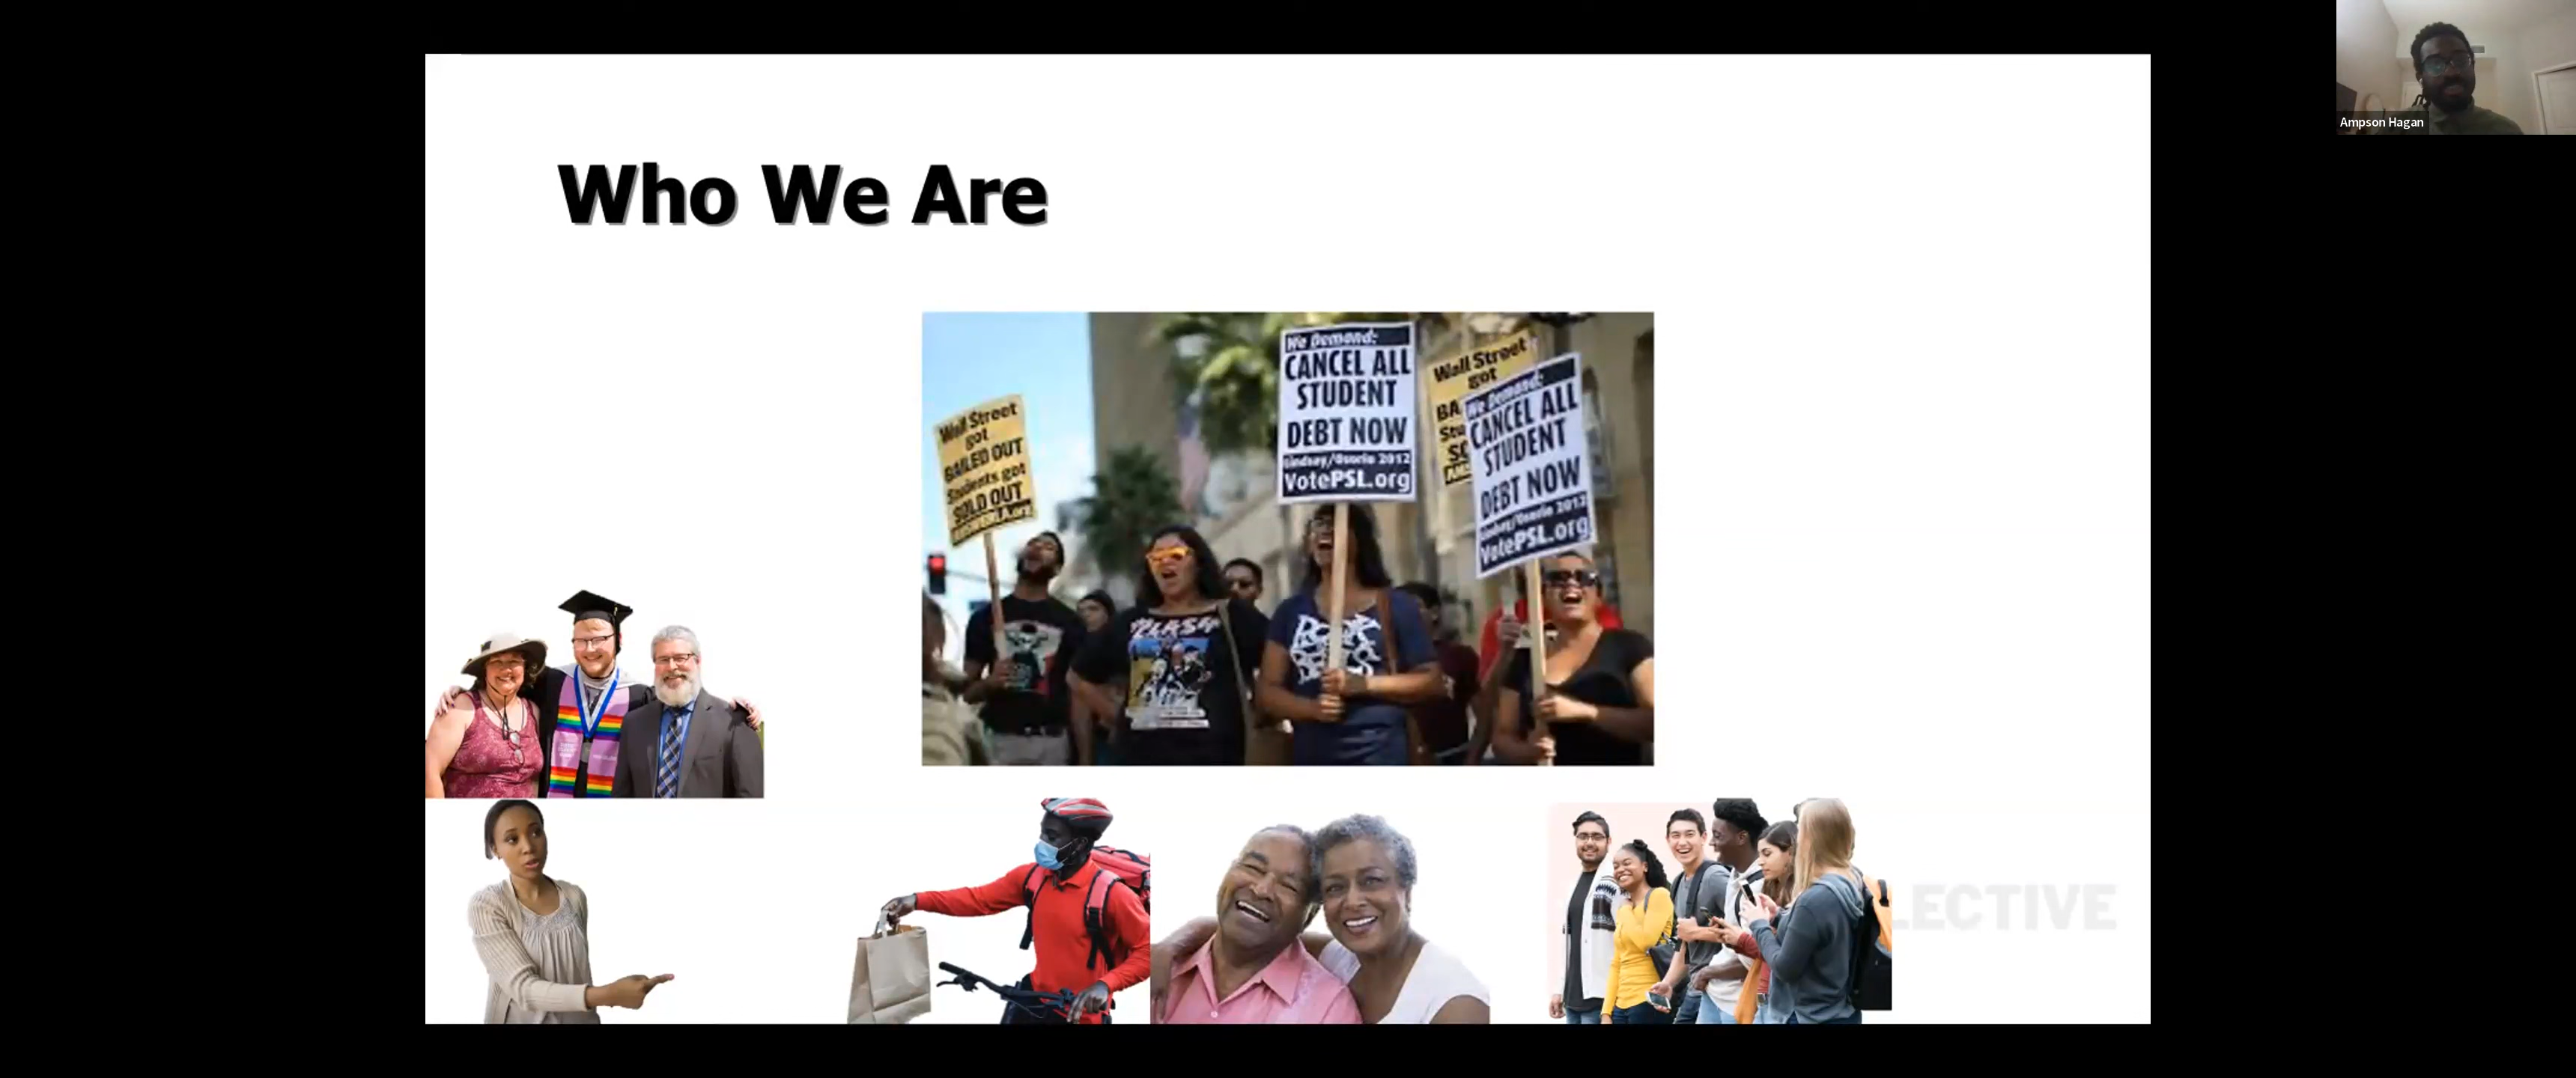 Ampson Hagan
Who We Are
Wall Street
got
BAILED OUT
Students got
SOLD OUT
We Demand:
CANCEL ALL
STUDENT
DEBT NOW
Lindsay/Osorio 2012
VotePSL.org
Wall Street
got
We Demand:
CANCEL ALL
STUDENT
DEBT NOW
Lindsay/Osorio 2012
VotePSL.org
LECTIVE